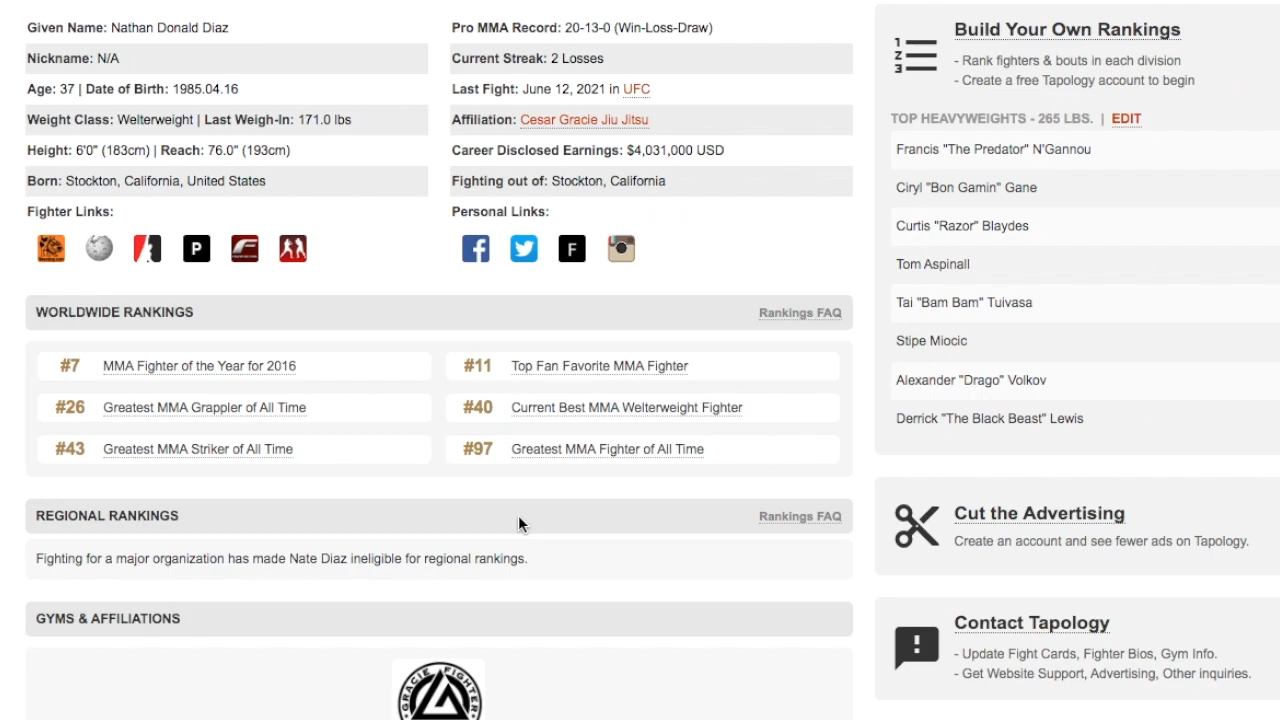 Given Name: Nathan Donald Diaz
Nickname: N/A
Age: 37 | Date of Birth: 1985.04.16
Weight Class: Welterweight | Last Weigh-In: 171.0 lbs
Height: 6'0" (183cm) | Reach: 76.0" (193cm)
Born: Stockton, California, United States
Fighter Links:
P
Pro MMA Record: 20-13-0 (Win-Loss-Draw)
Current Streak: 2 Losses
Last Fight: June 12, 2021 in UFC
Affiliation: Cesar Gracie Jiu Jitsu
Career Disclosed Earnings: $4,031,000 USD
Fighting out of: Stockton, California
Personal Links:
F
WORLDWIDE RANKINGS
Rankings FAQ
#7 MMA Fighter of the Year for 2016
#11 Top Fan Favorite MMA Fighter
#26 Greatest MMA Grappler of All Time
#40 Current Best MMA Welterweight Fighter
#43 Greatest MMA Striker of All Time
#97 Greatest MMA Fighter of All Time
REGIONAL RANKINGS
Rankings FAQ
Fighting for a major organization has made Nate Diaz ineligible for regional rankings.
GYMS & AFFILIATIONS
GRACIE FIGHTER
Build Your Own Rankings
- Rank fighters & bouts in each division
- Create a free Tapology account to begin
TOP HEAVYWEIGHTS - 265 LBS. | EDIT
Francis "The Predator" N'Gannou
Ciryl "Bon Gamin" Gane
Curtis "Razor" Blaydes
Tom Aspinall
Tai "Bam Bam" Tuivasa
Stipe Miocic
Alexander "Drago" Volkov
Derrick "The Black Beast" Lewis
Cut the Advertising
Create an account and see fewer ads on Tapology.
Contact Tapology
- Update Fight Cards, Fighter Bios, Gym Info.
- Get Website Support, Advertising, Other inquiries.